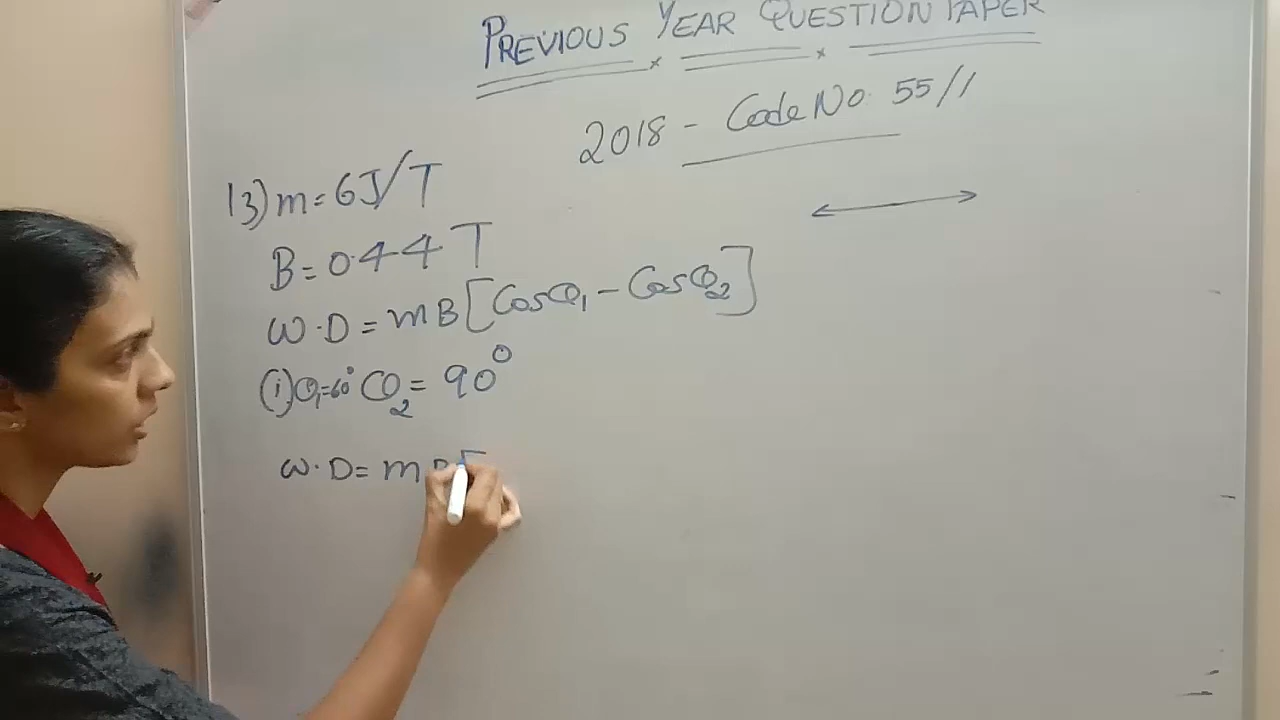 PREVIOUS YEAR QUESTION PAPER
2018 - Code No. 55/1
13) m = 6J/T
B = 0.44 T
W.D = mB[Cosθ₁ - Cosθ₂]
(i) θ₁=60° θ₂ = 90°
W.D = m B [